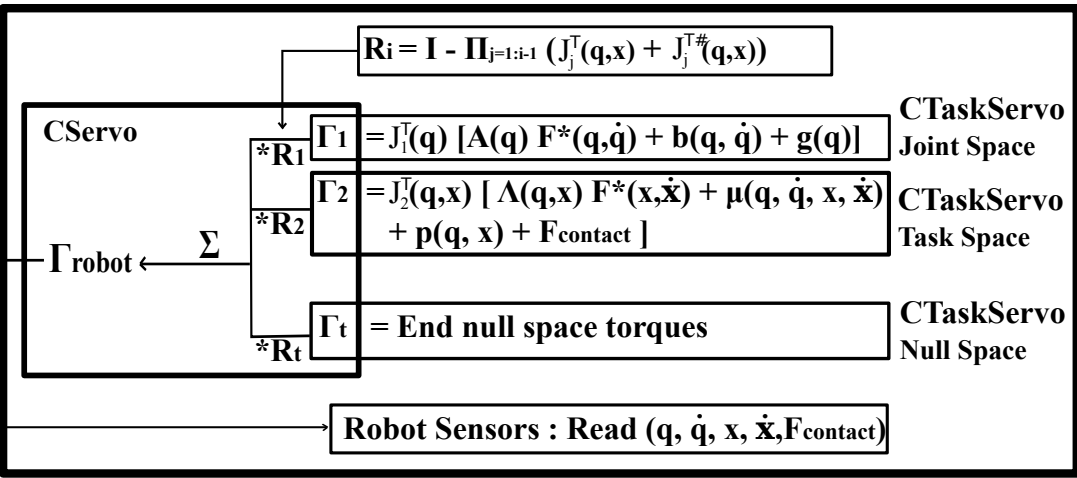 Ri = I - Πj=1:i-1 (Jjᵀ(q,x) + Jjᵀ#(q,x))
CServo
*R1
Γ1 = J1ᵀ(q) [A(q) F*(q,q̇) + b(q, q̇) + g(q)]
CTaskServo
Joint Space
*R2
Γ2 = J2ᵀ(q,x) [ Λ(q,x) F*(x,ẋ) + μ(q, q̇, x, ẋ)
+ p(q, x) + Fcontact ]
CTaskServo
Task Space
Γrobot
Σ
*Rt
Γt = End null space torques
CTaskServo
Null Space
Robot Sensors : Read (q, q̇, x, ẋ,Fcontact)